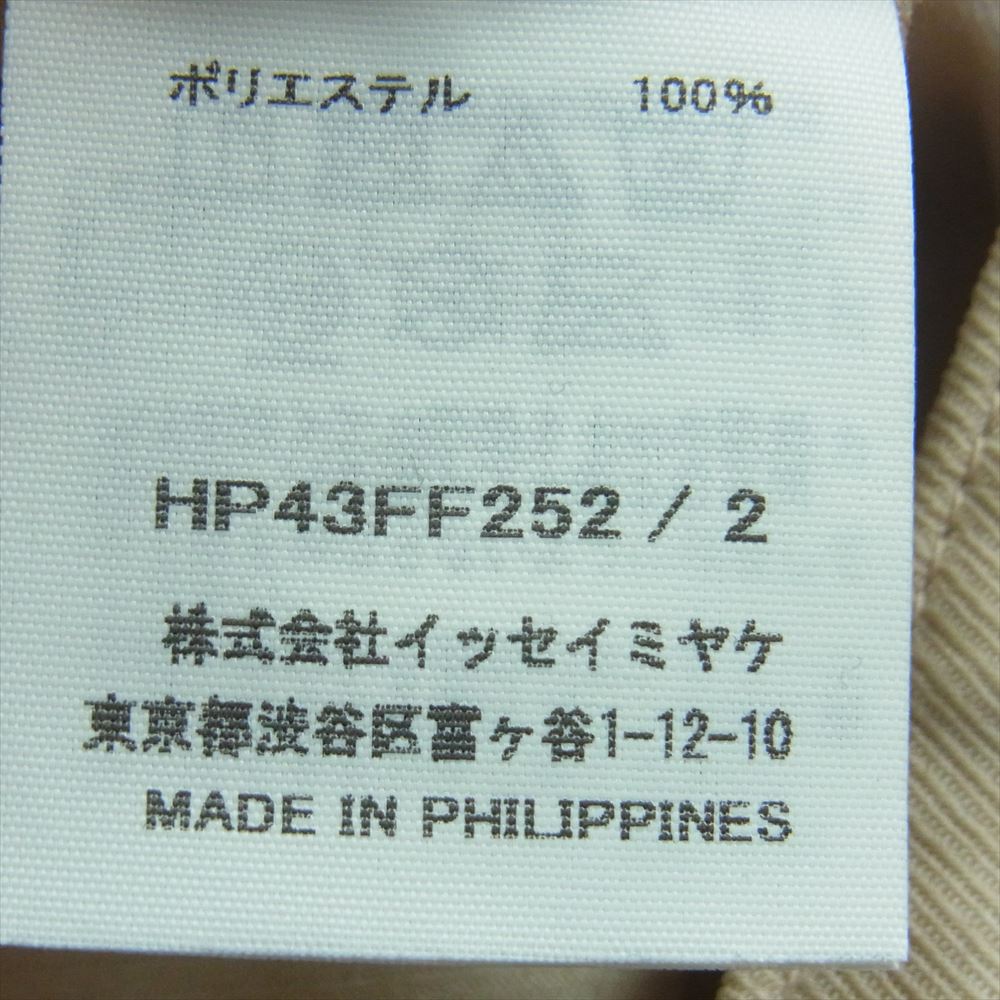 ポリエステル 100%
HP43FF252 / 2
株式会社イッセイミヤケ
東京都渋谷区富ヶ谷1-12-10
MADE IN PHILIPPINES